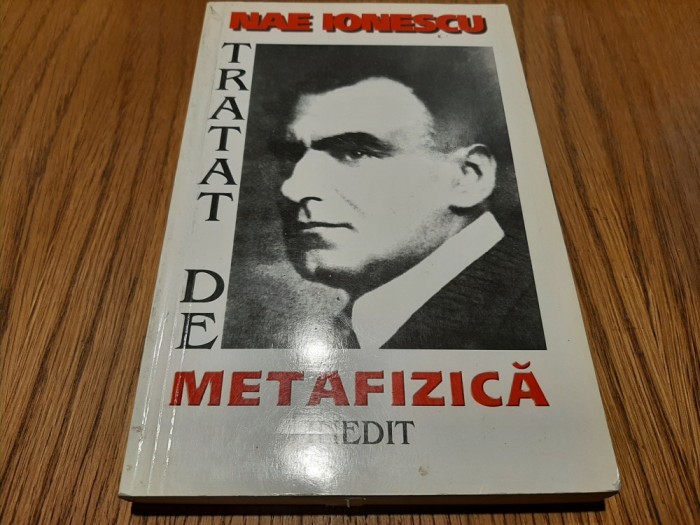 NAE IONESCU
TRATAT
DE
METAFIZICĂ
INEDIT